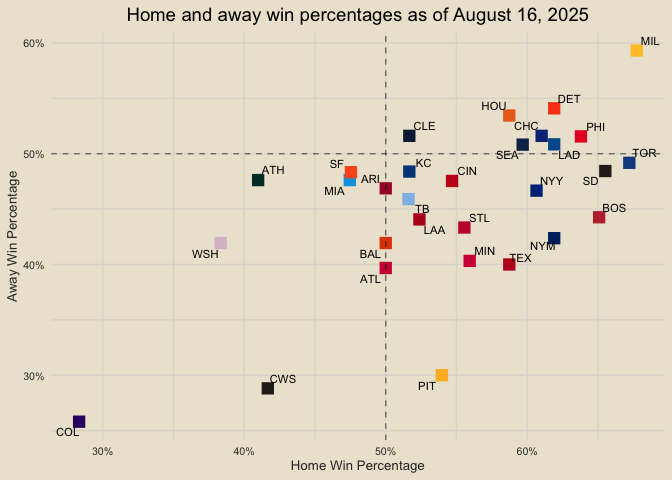 Home and away win percentages as of August 16, 2025
60%
MIL
DET
HOU
CLE
CHC
PHI
50%
SEA
LAD
TOR
SF
ATH
KC
CIN
MIA
ARI
NYY
SD
TB
STL
BOS
LAA
WSH
BAL
MIN
NYM
TEX
40%
ATL
Away Win Percentage
30%
CWS
PIT
COL
30%
40%
50%
60%
Home Win Percentage